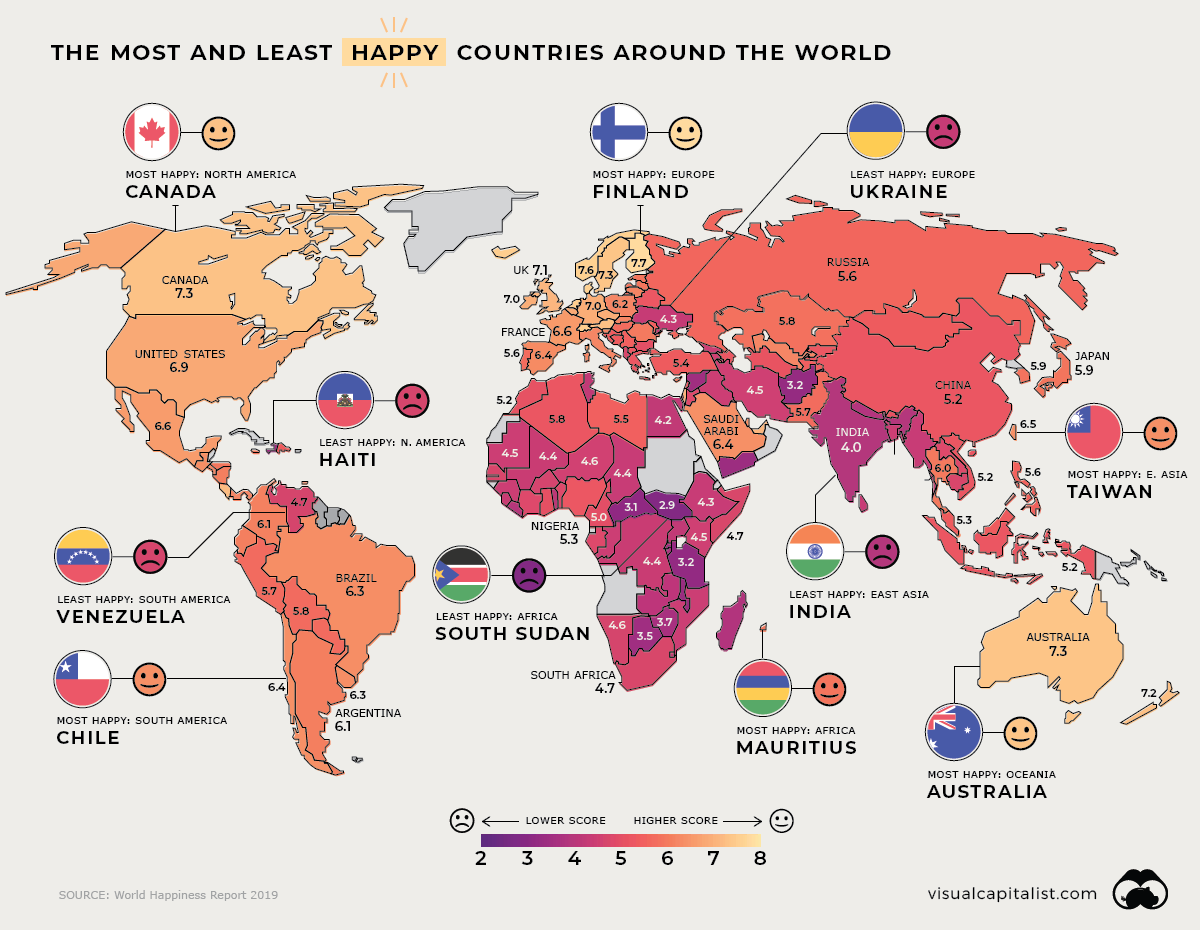 THE MOST AND LEAST HAPPY COUNTRIES AROUND THE WORLD
MOST HAPPY: NORTH AMERICA
CANADA
MOST HAPPY: EUROPE
FINLAND
LEAST HAPPY: EUROPE
UKRAINE
CANADA
7.3
UNITED STATES
6.9
6.6
LEAST HAPPY: N. AMERICA
HAITI
UK 7.1
7.0
7.6
7.3
7.7
7.0
6.2
FRANCE 6.6
5.6
6.4
4.3
5.4
RUSSIA
5.6
5.8
CHINA
5.2
5.9
JAPAN
5.9
6.5
MOST HAPPY: E. ASIA
TAIWAN
4.5
3.2
5.7
INDIA
4.0
SAUDI
ARABI
6.4
5.2
5.8
5.5
4.2
4.5
4.4
4.6
4.4
3.1
2.9
4.3
5.0
NIGERIA
5.3
4.5
4.7
4.4
3.2
4.6
3.5
3.7
SOUTH AFRICA
4.7
6.0
5.2
5.6
5.3
5.2
4.7
6.1
BRAZIL
6.3
5.7
5.8
6.4
6.3
ARGENTINA
6.1
LEAST HAPPY: SOUTH AMERICA
VENEZUELA
MOST HAPPY: SOUTH AMERICA
CHILE
LEAST HAPPY: AFRICA
SOUTH SUDAN
LEAST HAPPY: EAST ASIA
INDIA
MOST HAPPY: AFRICA
MAURITIUS
AUSTRALIA
7.3
7.2
MOST HAPPY: OCEANIA
AUSTRALIA
LOWER SCORE HIGHER SCORE
2 3 4 5 6 7 8
SOURCE: World Happiness Report 2019
visualcapitalist.com